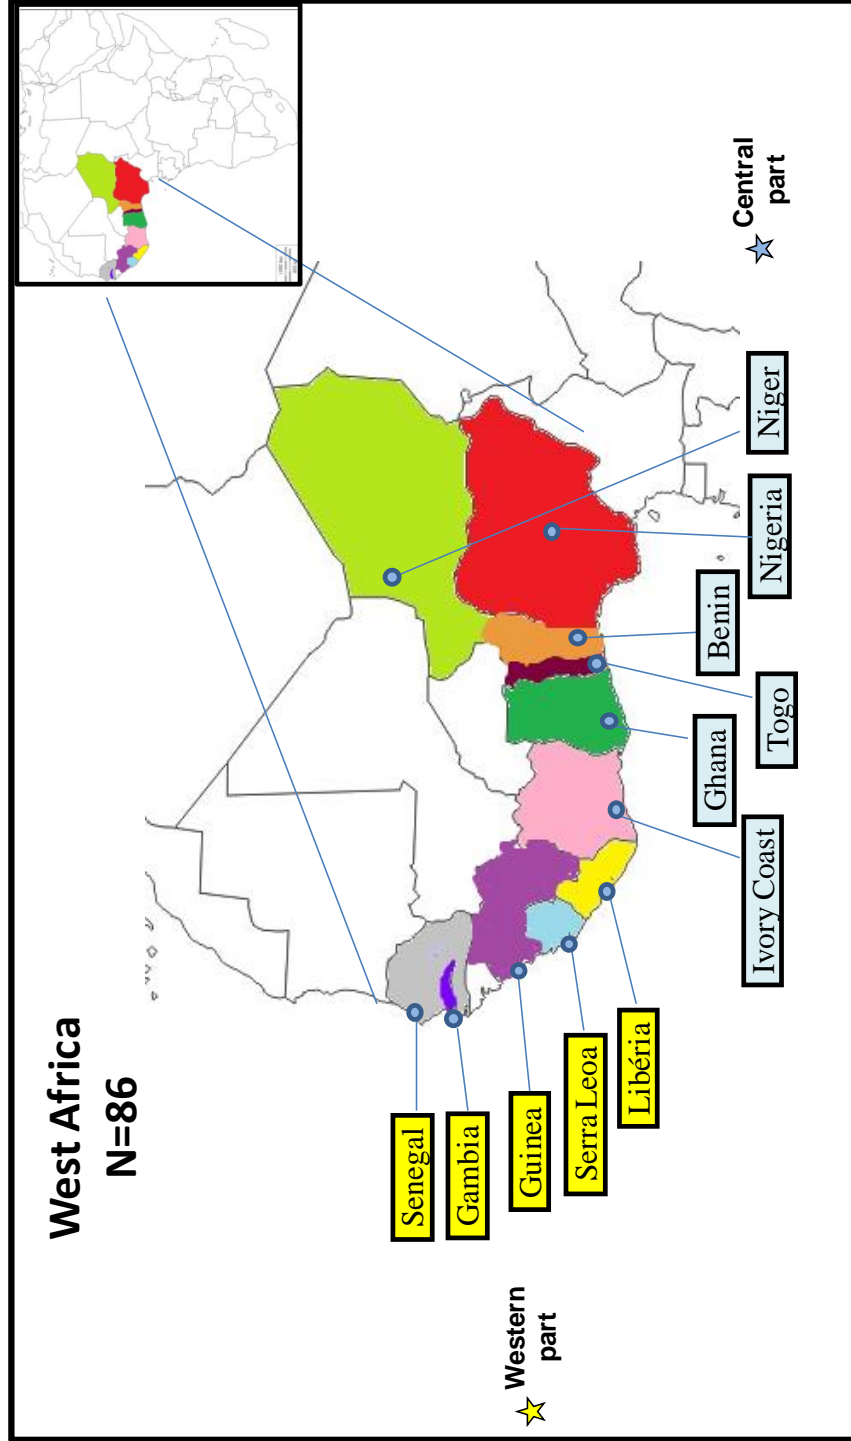 West Africa
N=86
Senegal
Gambia
Guinea
Serra Leoa
Libéria
Western
part
Ivory Coast
Ghana
Togo
Benin
Nigeria
Niger
Central
part